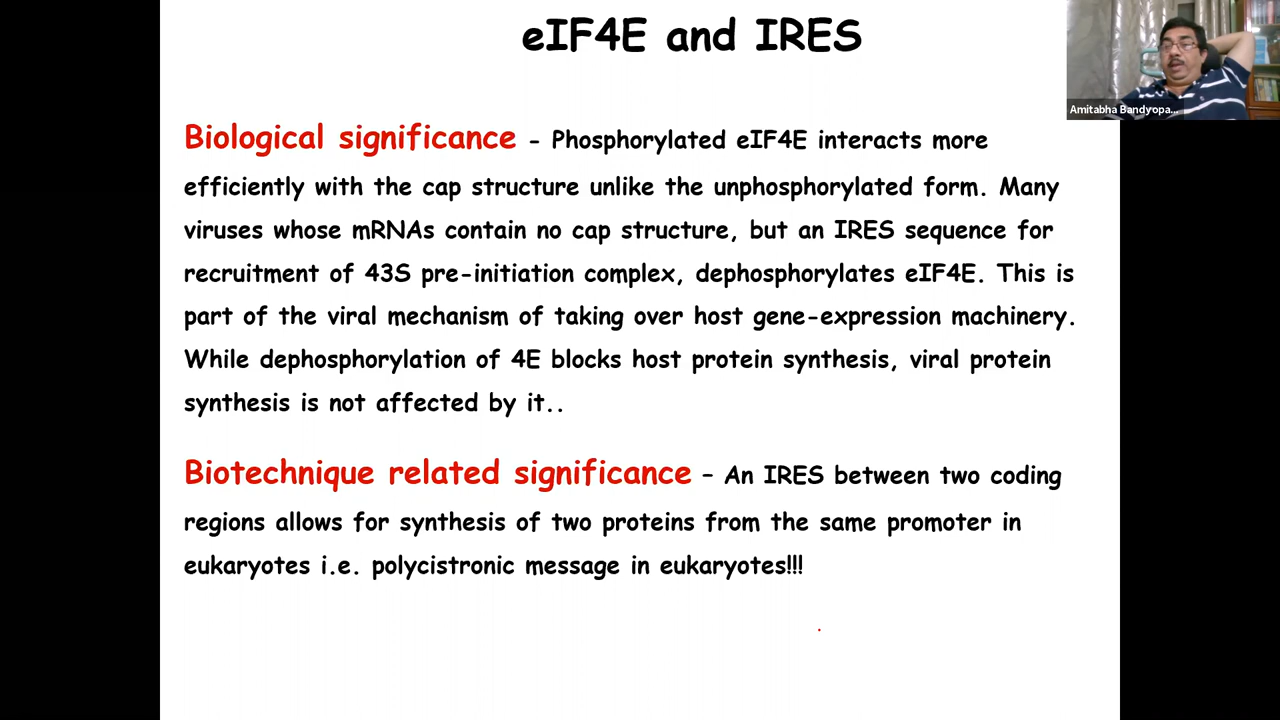 eIF4E and IRES
Amitabha Bandyopa...
Biological significance - Phosphorylated eIF4E interacts more
efficiently with the cap structure unlike the unphosphorylated form. Many
viruses whose mRNAs contain no cap structure, but an IRES sequence for
recruitment of 43S pre-initiation complex, dephosphorylates eIF4E. This is
part of the viral mechanism of taking over host gene-expression machinery.
While dephosphorylation of 4E blocks host protein synthesis, viral protein
synthesis is not affected by it..
Biotechnique related significance – An IRES between two coding
regions allows for synthesis of two proteins from the same promoter in
eukaryotes i.e. polycistronic message in eukaryotes!!!